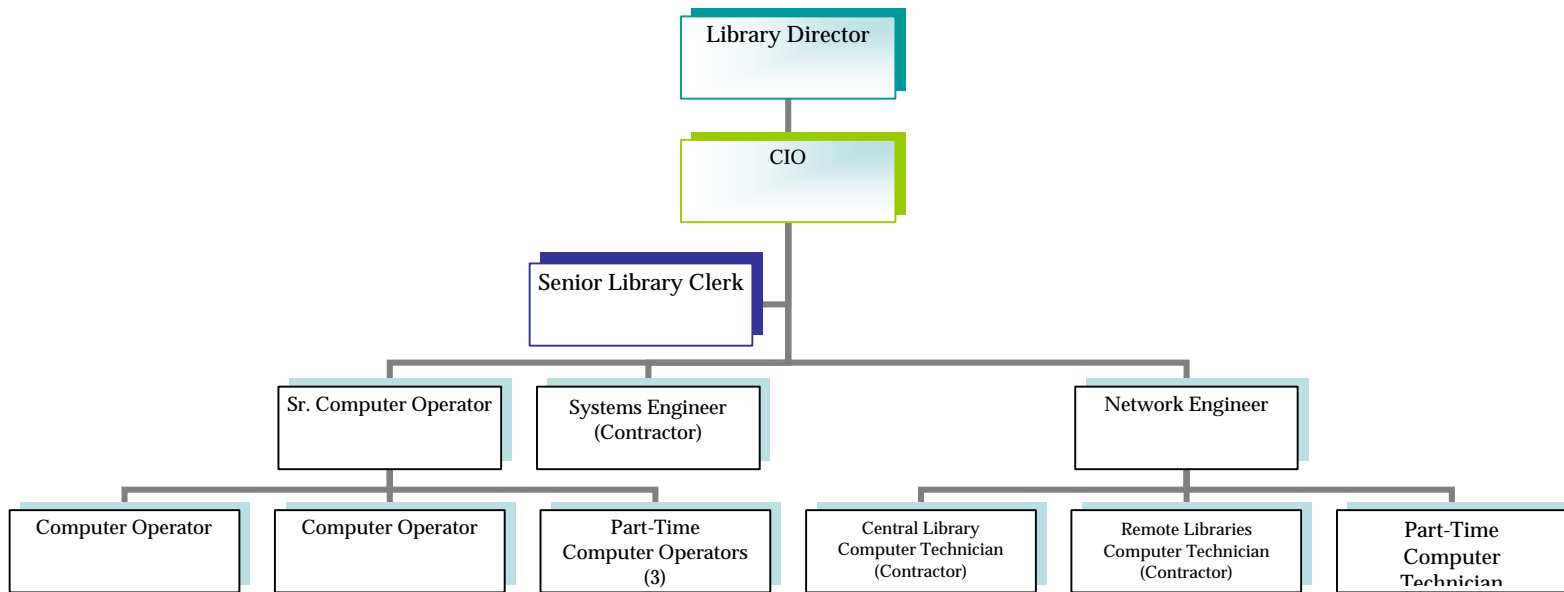 Library Director
CIO
Senior Library Clerk
Sr. Computer Operator
Systems Engineer
(Contractor)
Network Engineer
Computer Operator
Computer Operator
Part-Time
Computer Operators
(3)
Central Library
Computer Technician
(Contractor)
Remote Libraries
Computer Technician
(Contractor)
Part-Time
Computer
Technician